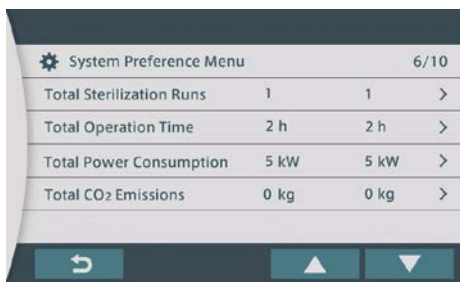 System Preference Menu 6/10
Total Sterilization Runs 1 1 >
Total Operation Time 2 h 2 h >
Total Power Consumption 5 kW 5 kW >
Total CO2 Emissions 0 kg 0 kg >